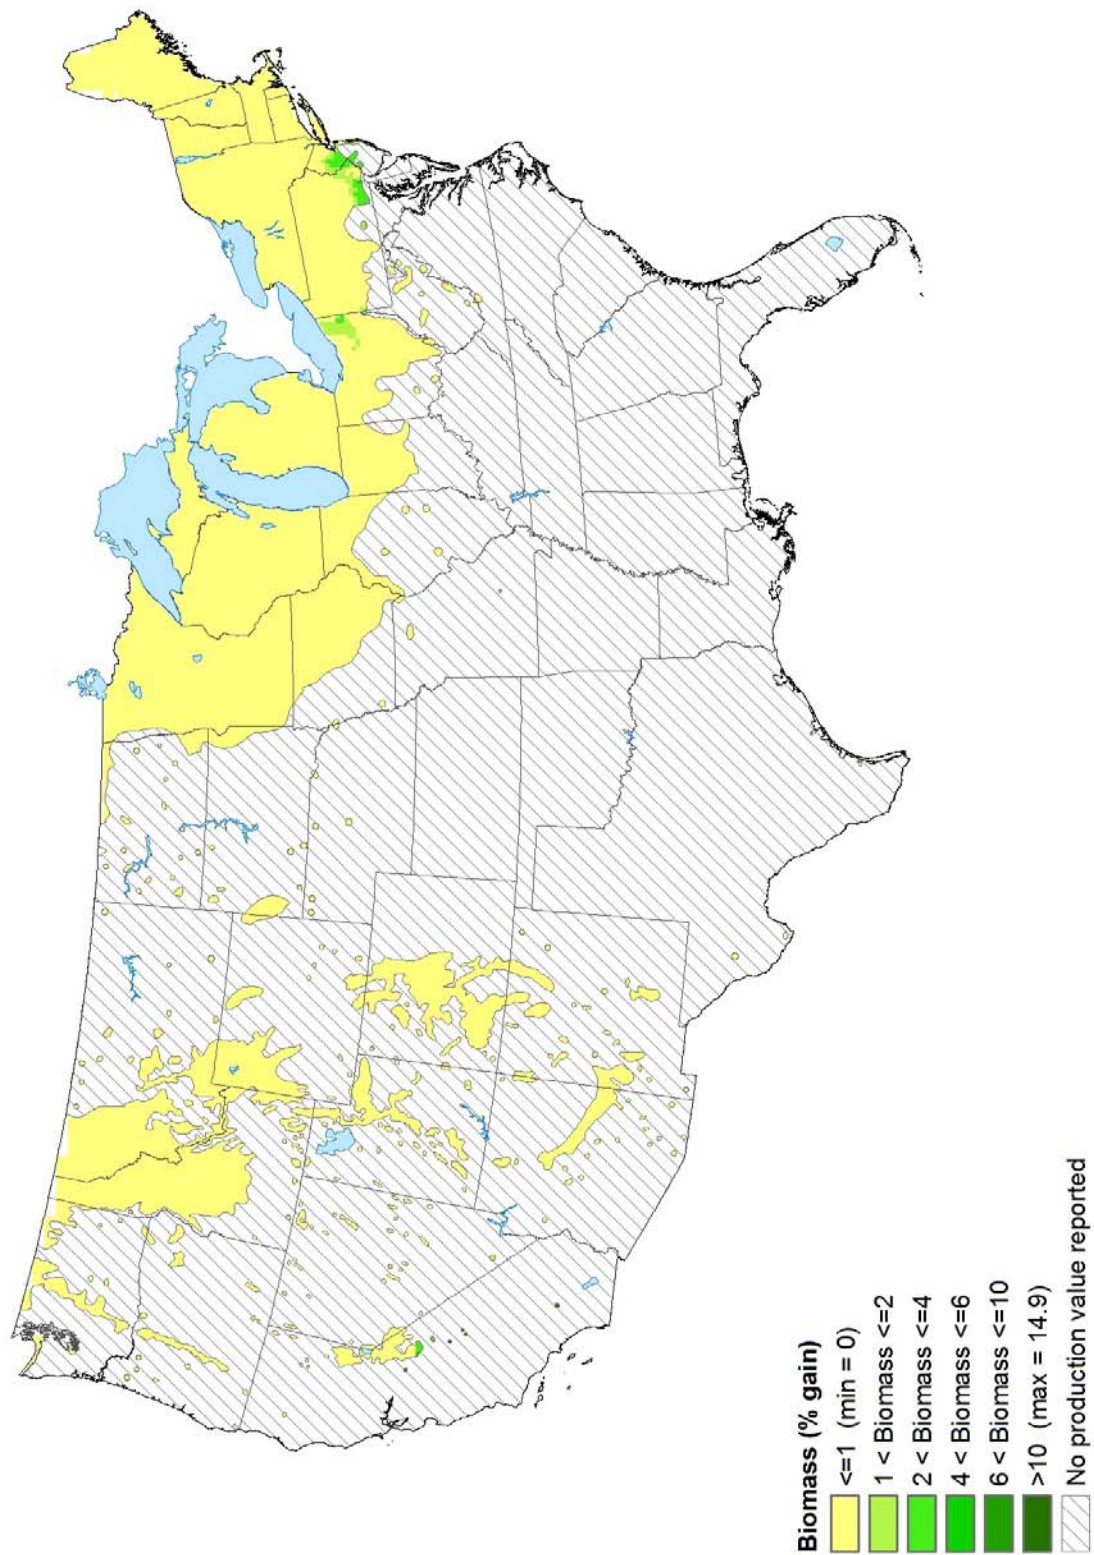 Biomass (% gain)
<=1 (min = 0)
1 < Biomass <=2
2 < Biomass <=4
4 < Biomass <=6
6 < Biomass <=10
>10 (max = 14.9)
No production value reported